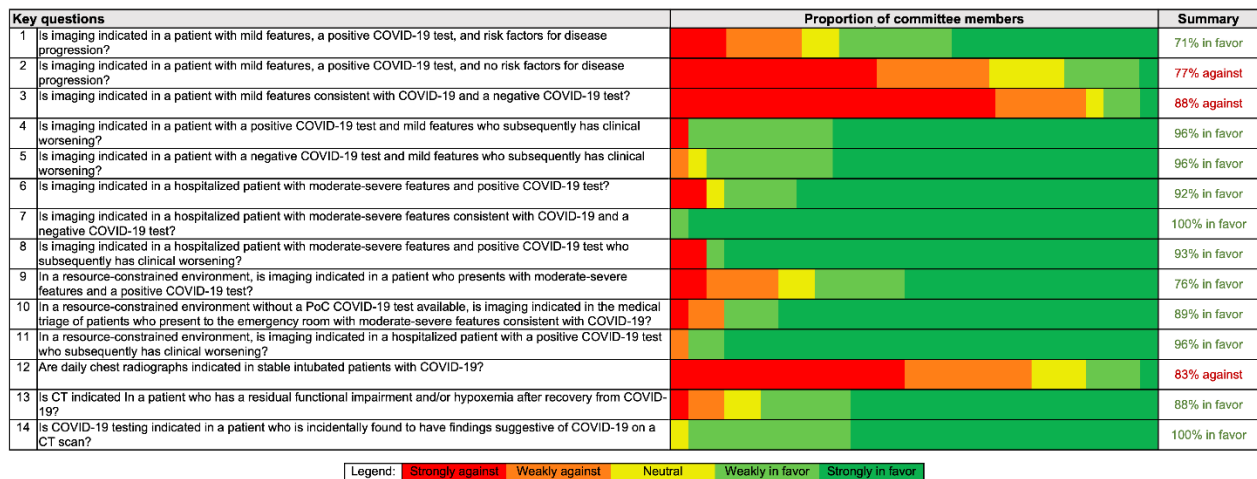 Key questions Proportion of committee members Summary
1 Is imaging indicated in a patient with mild features, a positive COVID-19 test, and risk factors for disease
progression? 71% in favor
2 Is imaging indicated in a patient with mild features, a positive COVID-19 test, and no risk factors for disease
progression? 77% against
3 Is imaging indicated in a patient with mild features consistent with COVID-19 and a negative COVID-19 test? 88% against
4 Is imaging indicated in a patient with a positive COVID-19 test and mild features who subsequently has clinical
worsening? 96% in favor
5 Is imaging indicated in a patient with a negative COVID-19 test and mild features who subsequently has clinical
worsening? 96% in favor
6 Is imaging indicated in a hospitalized patient with moderate-severe features and positive COVID-19 test? 92% in favor
7 Is imaging indicated in a hospitalized patient with moderate-severe features consistent with COVID-19 and a
negative COVID-19 test? 100% in favor
8 Is imaging indicated in a hospitalized patient with moderate-severe features and positive COVID-19 test who
subsequently has clinical worsening? 93% in favor
9 In a resource-constrained environment, is imaging indicated in a patient who presents with moderate-severe
features and a positive COVID-19 test? 76% in favor
10 In a resource-constrained environment without a PoC COVID-19 test available, is imaging indicated in the medical
triage of patients who present to the emergency room with moderate-severe features consistent with COVID-19? 89% in favor
11 In a resource-constrained environment, is imaging indicated in a hospitalized patient with a positive COVID-19 test
who subsequently has clinical worsening? 96% in favor
12 Are daily chest radiographs indicated in stable intubated patients with COVID-19? 83% against
13 Is CT indicated In a patient who has a residual functional impairment and/or hypoxemia after recovery from COVID-
19? 88% in favor
14 Is COVID-19 testing indicated in a patient who is incidentally found to have findings suggestive of COVID-19 on a
CT scan? 100% in favor
Legend: Strongly against Weakly against Neutral Weakly in favor Strongly in favor